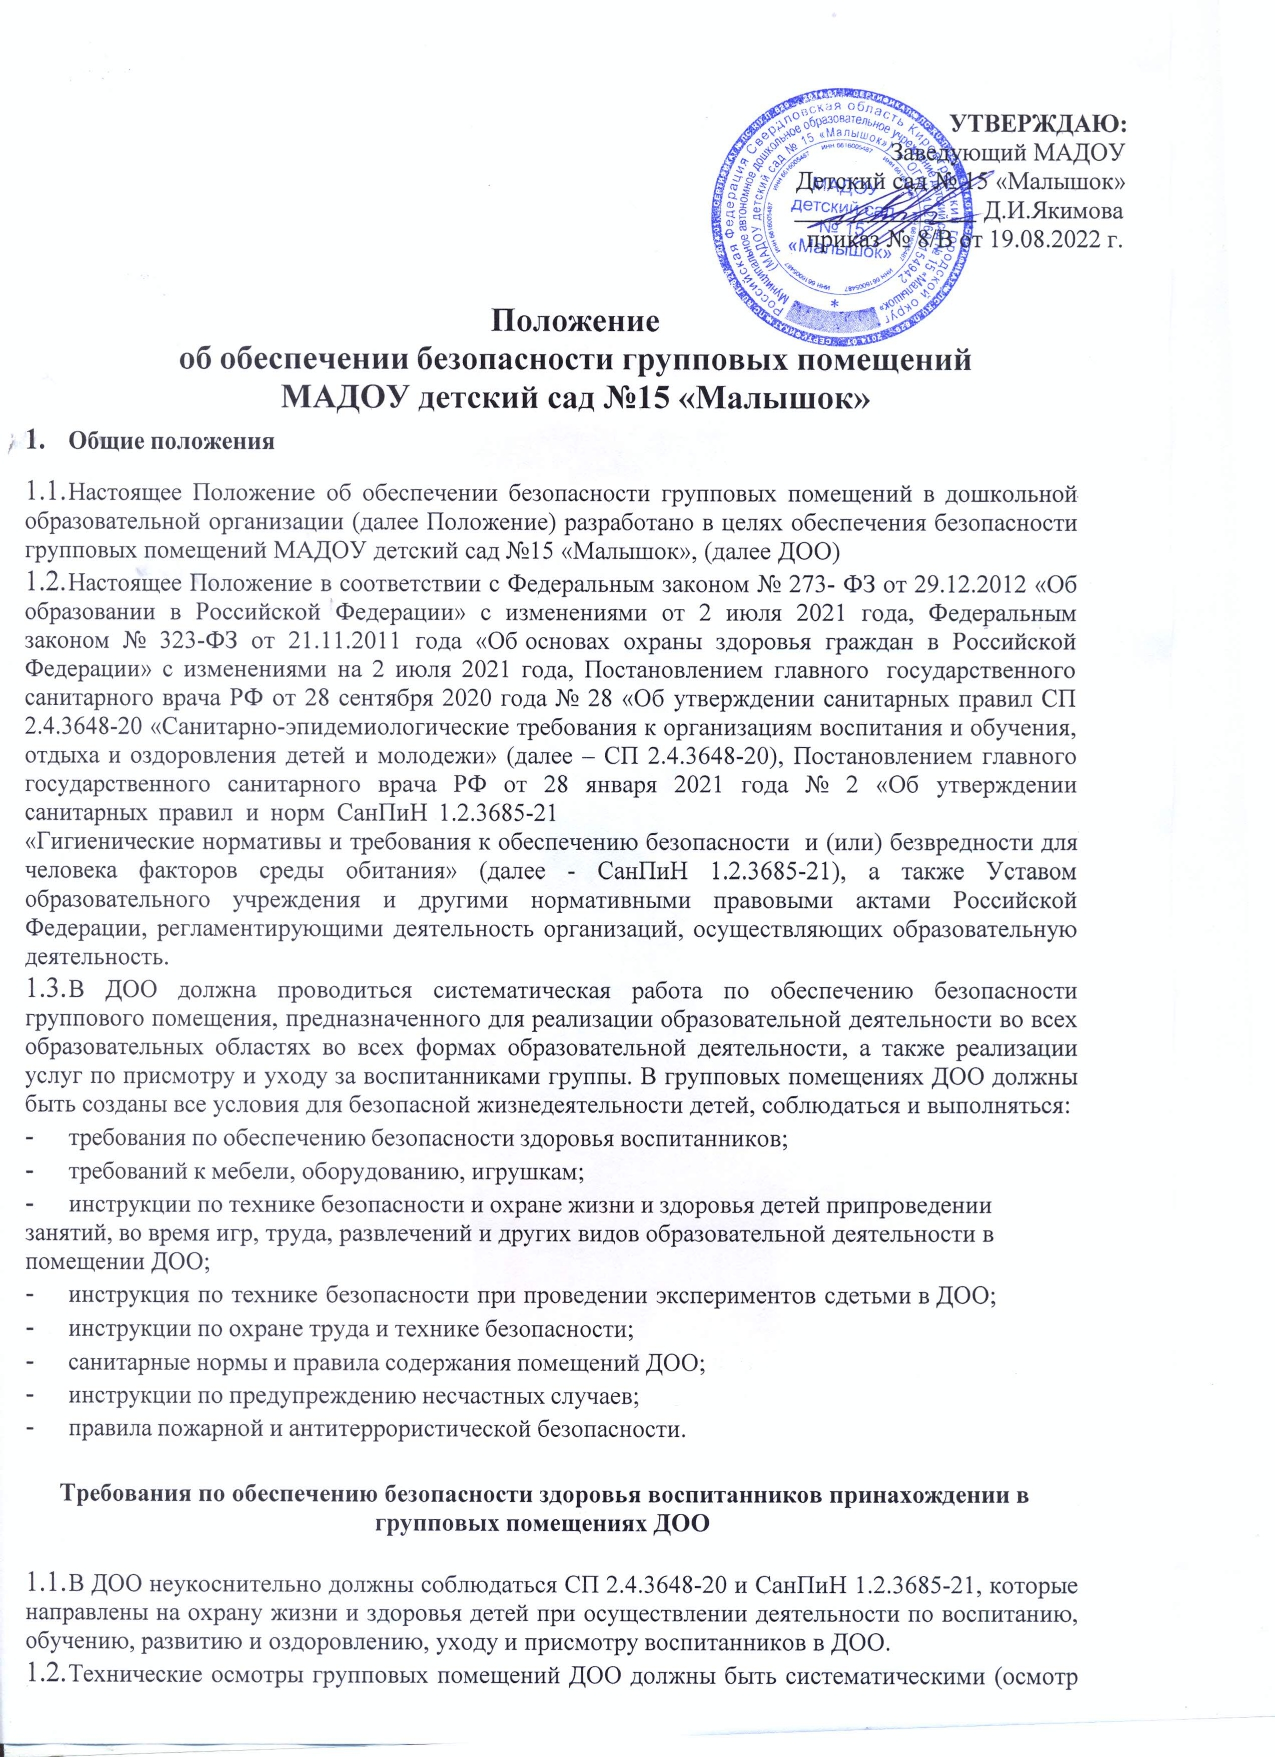 УТВЕРЖДАЮ:
Заведующий МАДОУ
Детский сад № 15 «Малышок»
Д.И.Якимова
приказ № 8/В от 19.08.2022 г.
МАДОУ
детский сад
№ 15
«Малышок»
Положение
об обеспечении безопасности групповых помещений
МАДОУ детский сад №15 «Малышок»
1. Общие положения
1.1.Настоящее Положение об обеспечении безопасности групповых помещений в дошкольной
образовательной организации (далее Положение) разработано в целях обеспечения безопасности
групповых помещений МАДОУ детский сад №15 «Малышок», (далее ДОО)
1.2.Настоящее Положение в соответствии с Федеральным законом № 273- ФЗ от 29.12.2012 «Об
образовании в Российской Федерации» с изменениями от 2 июля 2021 года, Федеральным
законом № 323-ФЗ от 21.11.2011 года «Об основах охраны здоровья граждан в Российской
Федерации» с изменениями на 2 июля 2021 года, Постановлением главного государственного
санитарного врача РФ от 28 сентября 2020 года № 28 «Об утверждении санитарных правил СП
2.4.3648-20 «Санитарно-эпидемиологические требования к организациям воспитания и обучения,
отдыха и оздоровления детей и молодежи» (далее – СП 2.4.3648-20), Постановлением главного
государственного санитарного врача РФ от 28 января 2021 года № 2 «Об утверждении
санитарных правил и норм СанПиН 1.2.3685-21
«Гигиенические нормативы и требования к обеспечению безопасности и (или) безвредности для
человека факторов среды обитания» (далее - СанПиН 1.2.3685-21), а также Уставом
образовательного учреждения и другими нормативными правовыми актами Российской
Федерации, регламентирующими деятельность организаций, осуществляющих образовательную
деятельность.
1.3.В ДОО должна проводиться систематическая работа по обеспечению безопасности
группового помещения, предназначенного для реализации образовательной деятельности во всех
образовательных областях во всех формах образовательной деятельности, а также реализации
услуг по присмотру и уходу за воспитанниками группы. В групповых помещениях ДОО должны
быть созданы все условия для безопасной жизнедеятельности детей, соблюдаться и выполняться:
- требования по обеспечению безопасности здоровья воспитанников;
- требований к мебели, оборудованию, игрушкам;
- инструкции по технике безопасности и охране жизни и здоровья детей припроведении
занятий, во время игр, труда, развлечений и других видов образовательной деятельности в
помещении ДОО;
- инструкция по технике безопасности при проведении экспериментов сдетьми в ДОО;
- инструкции по охране труда и технике безопасности;
- санитарные нормы и правила содержания помещений ДОО;
- инструкции по предупреждению несчастных случаев;
- правила пожарной и антитеррористической безопасности.
Требования по обеспечению безопасности здоровья воспитанников принахождении в
групповых помещениях ДОО
1.1.В ДОО неукоснительно должны соблюдаться СП 2.4.3648-20 и СанПиН 1.2.3685-21, которые
направлены на охрану жизни и здоровья детей при осуществлении деятельности по воспитанию,
обучению, развитию и оздоровлению, уходу и присмотру воспитанников в ДОО.
1.2.Технические осмотры групповых помещений ДОО должны быть систематическими (осмотр